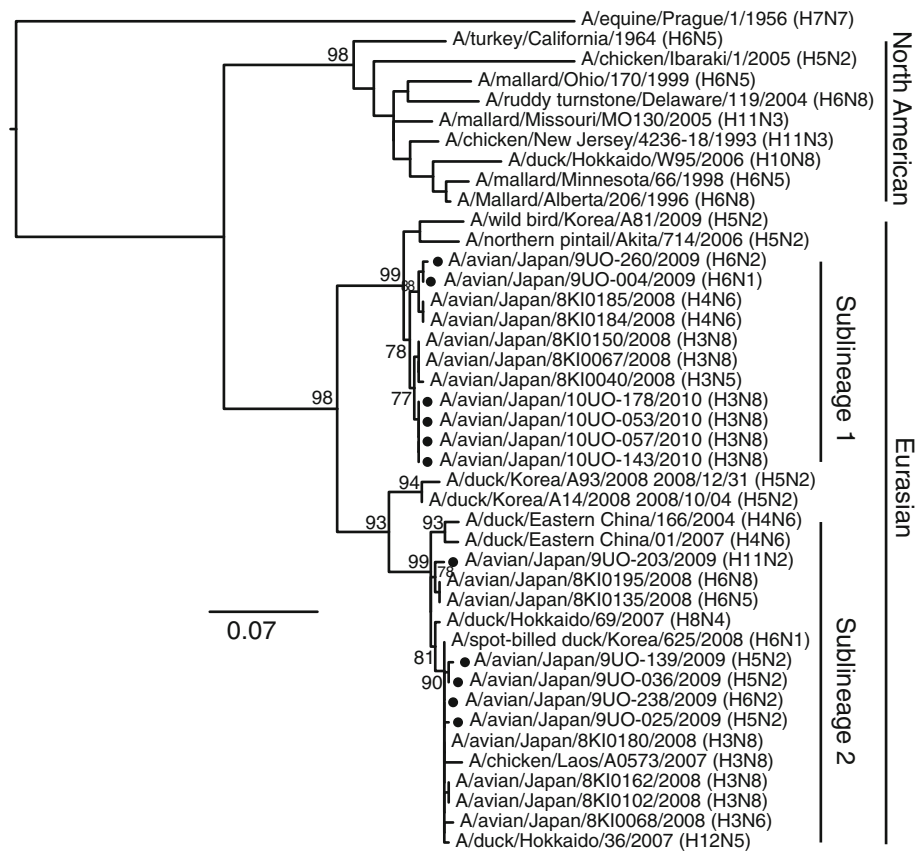 A/equine/Prague/1/1956 (H7N7)
A/turkey/California/1964 (H6N5)
98
A/chicken/Ibaraki/1/2005 (H5N2)
A/mallard/Ohio/170/1999 (H6N5)
A/ruddy turnstone/Delaware/119/2004 (H6N8)
A/mallard/Missouri/MO130/2005 (H11N3)
A/chicken/New Jersey/4236-18/1993 (H11N3)
A/duck/Hokkaido/W95/2006 (H10N8)
A/mallard/Minnesota/66/1998 (H6N5)
A/Mallard/Alberta/206/1996 (H6N8)
North American
A/wild bird/Korea/A81/2009 (H5N2)
A/northern pintail/Akita/714/2006 (H5N2)
A/avian/Japan/9UO-260/2009 (H6N2)
99
A/avian/Japan/9UO-004/2009 (H6N1)
A/avian/Japan/8KI0185/2008 (H4N6)
A/avian/Japan/8KI0184/2008 (H4N6)
A/avian/Japan/8KI0150/2008 (H3N8)
78
A/avian/Japan/8KI0067/2008 (H3N8)
A/avian/Japan/8KI0040/2008 (H3N5)
77
A/avian/Japan/10UO-178/2010 (H3N8)
98
A/avian/Japan/10UO-053/2010 (H3N8)
A/avian/Japan/10UO-057/2010 (H3N8)
A/avian/Japan/10UO-143/2010 (H3N8)
Sublineage 1
94
A/duck/Korea/A93/2008 2008/12/31 (H5N2)
A/duck/Korea/A14/2008 2008/10/04 (H5N2)
Eurasian
93
93
A/duck/Eastern China/166/2004 (H4N6)
A/duck/Eastern China/01/2007 (H4N6)
99
A/avian/Japan/9UO-203/2009 (H11N2)
78
A/avian/Japan/8KI0195/2008 (H6N8)
A/avian/Japan/8KI0135/2008 (H6N5)
A/duck/Hokkaido/69/2007 (H8N4)
A/spot-billed duck/Korea/625/2008 (H6N1)
81
A/avian/Japan/9UO-139/2009 (H5N2)
90
A/avian/Japan/9UO-036/2009 (H5N2)
A/avian/Japan/9UO-238/2009 (H6N2)
A/avian/Japan/9UO-025/2009 (H5N2)
A/avian/Japan/8KI0180/2008 (H3N8)
A/chicken/Laos/A0573/2007 (H3N8)
A/avian/Japan/8KI0162/2008 (H3N8)
A/avian/Japan/8KI0102/2008 (H3N8)
A/avian/Japan/8KI0068/2008 (H3N6)
A/duck/Hokkaido/36/2007 (H12N5)
Sublineage 2
0.07